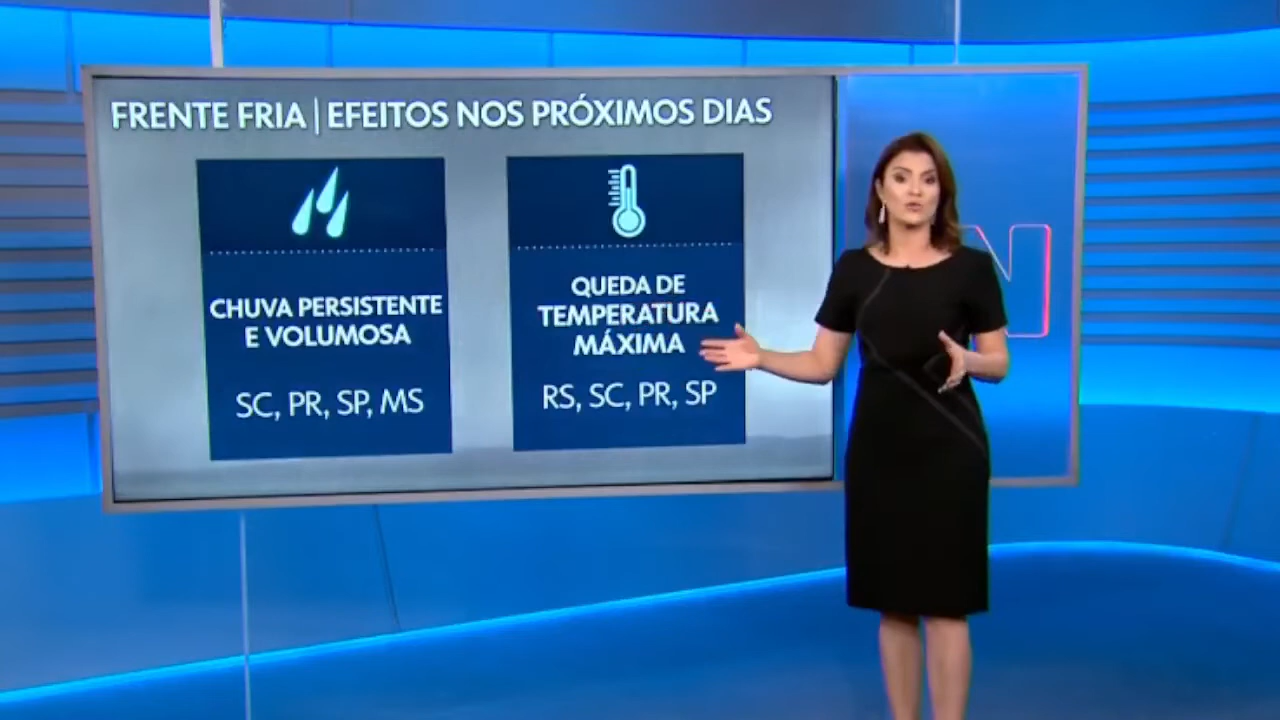 FRENTE FRIA | EFEITOS NOS PRÓXIMOS DIAS
CHUVA PERSISTENTE
E VOLUMOSA
SC, PR, SP, MS
QUEDA DE
TEMPERATURA
MÁXIMA
RS, SC, PR, SP
N